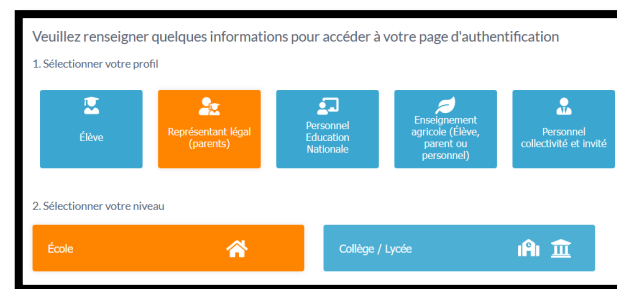 Veuillez renseigner quelques informations pour accéder à votre page d'authentification
1. Sélectionner votre profil
Élève
Représentant légal
(parents)
Personnel
Education
Nationale
Enseignement
agricole (Élève,
parent ou
personnel)
Personnel
collectivité et invité
2. Sélectionner votre niveau
École
Collège / Lycée